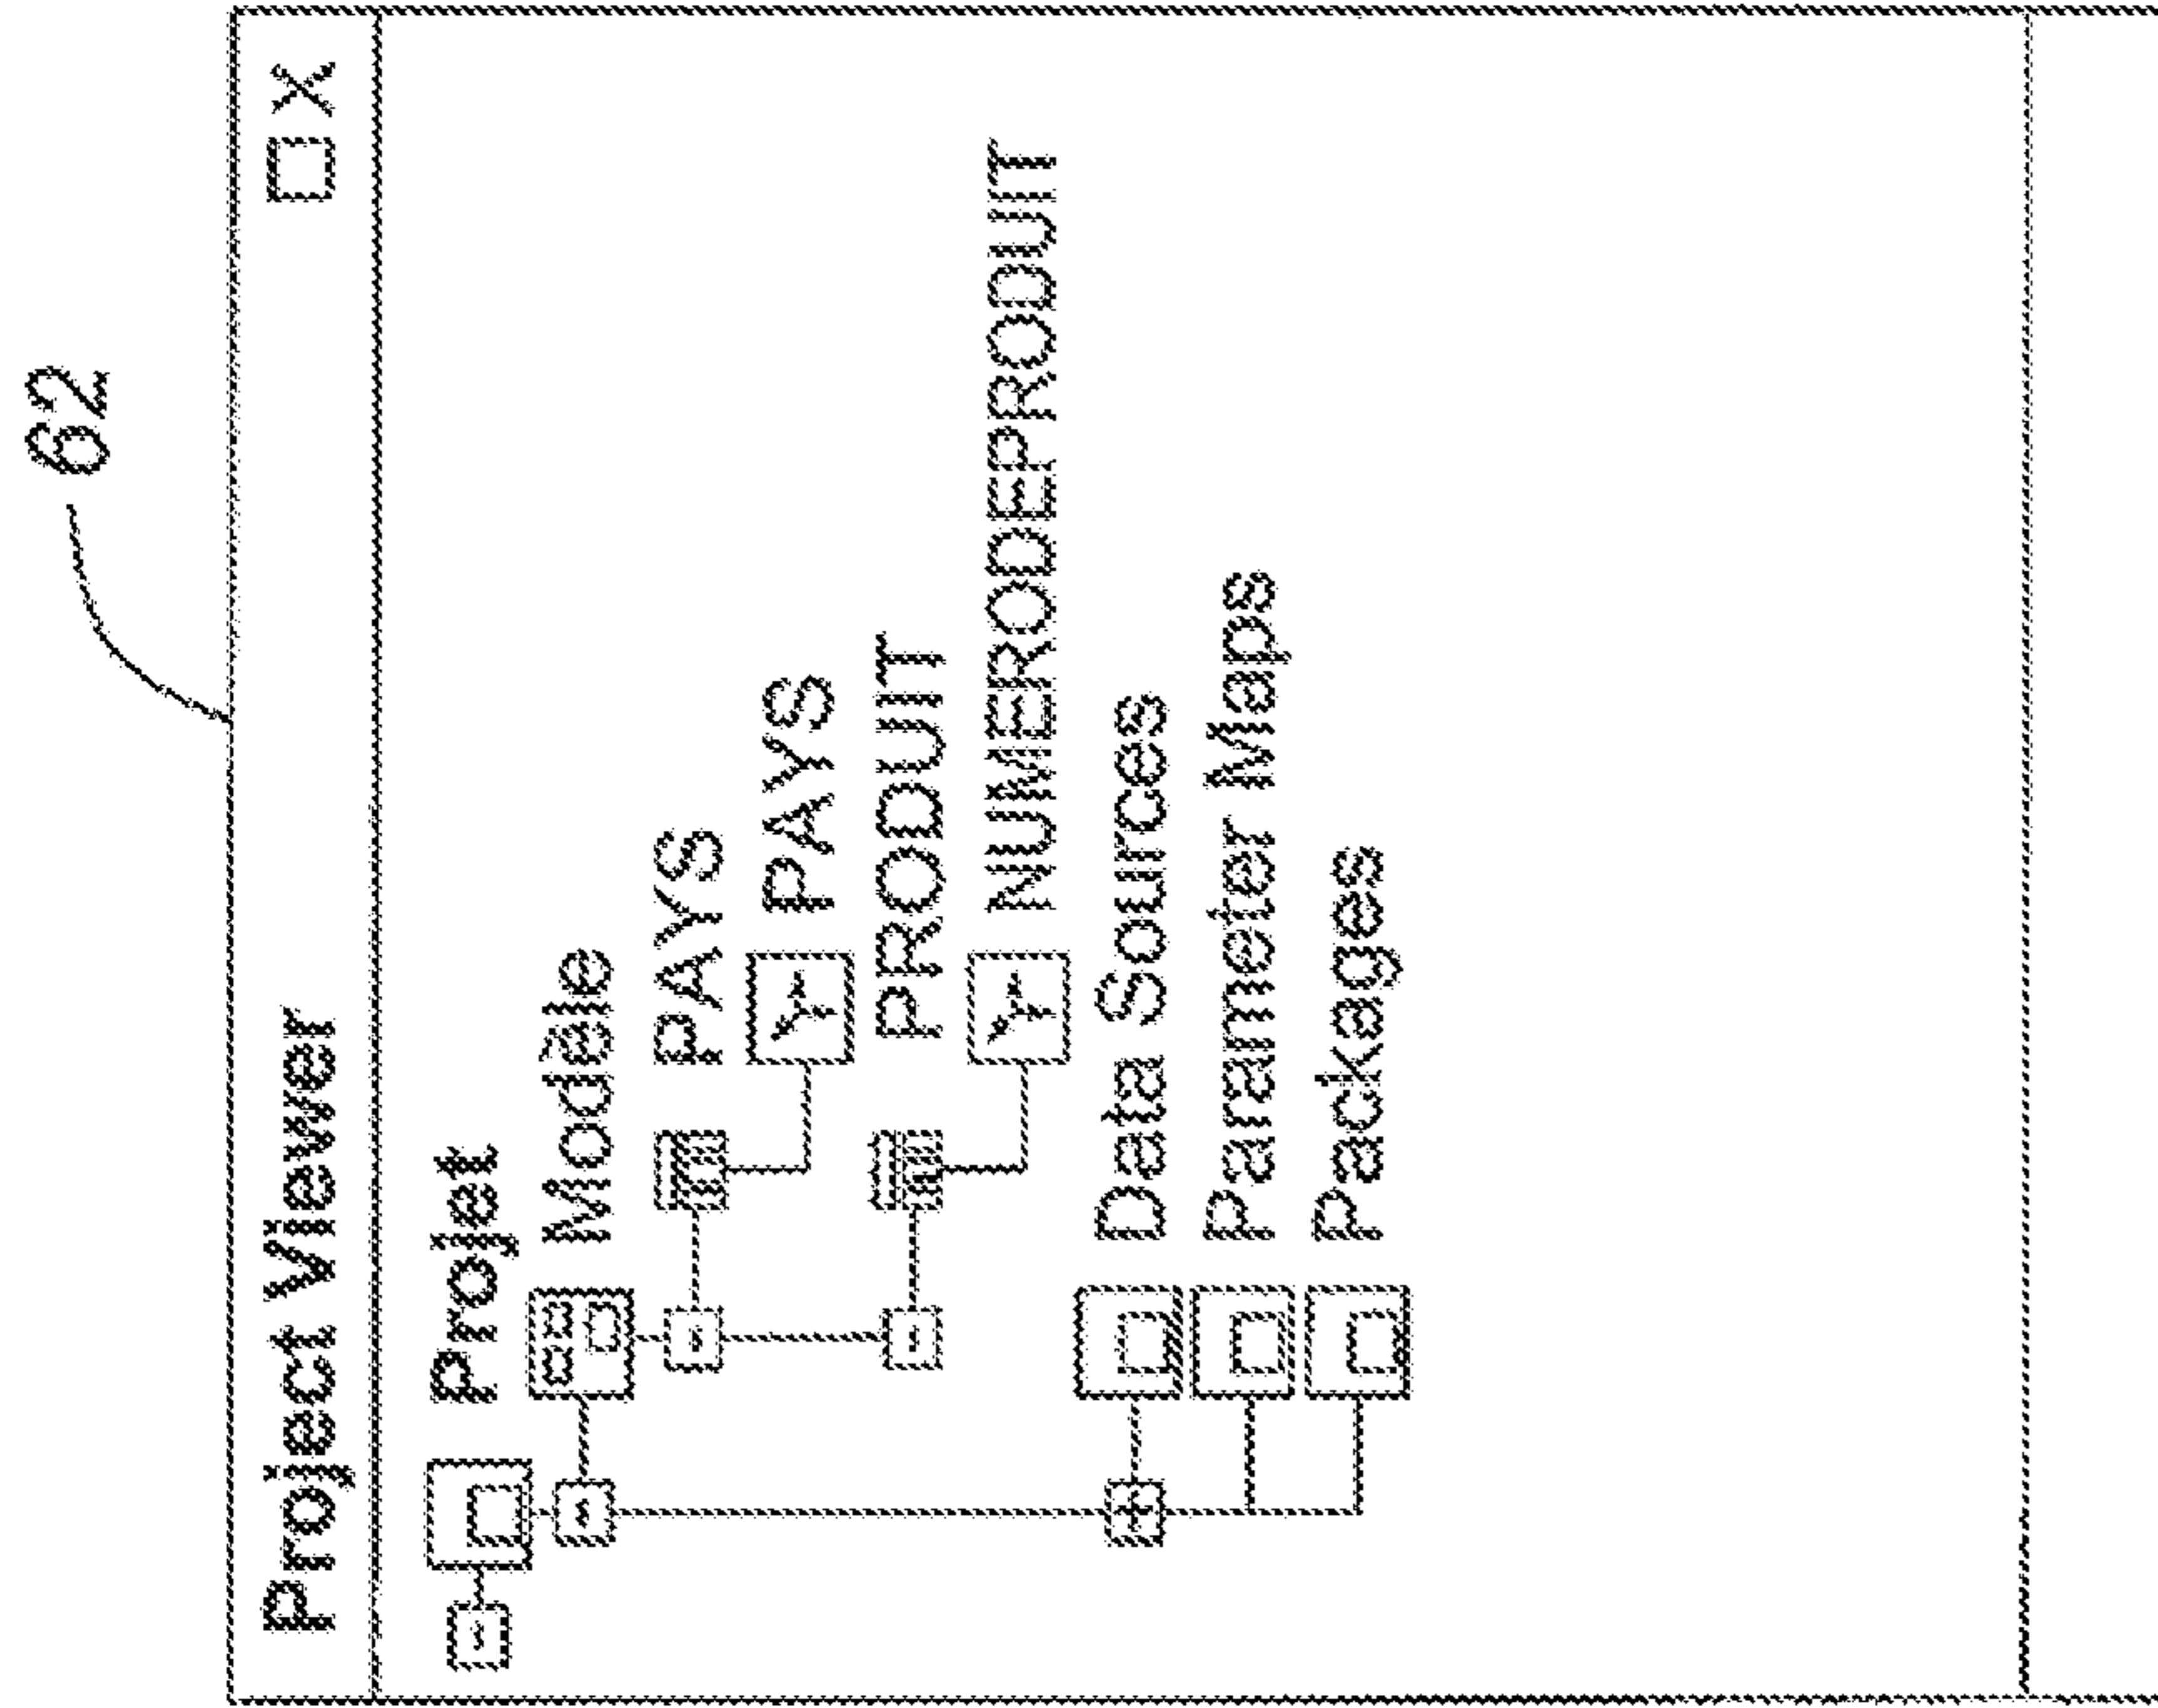 62
Project Viewer X
Projet
Modèle
PAYS
PAYS
PRODUIT
NUMERODEPRODUIT
Data Sources
Parameter Maps
Packages